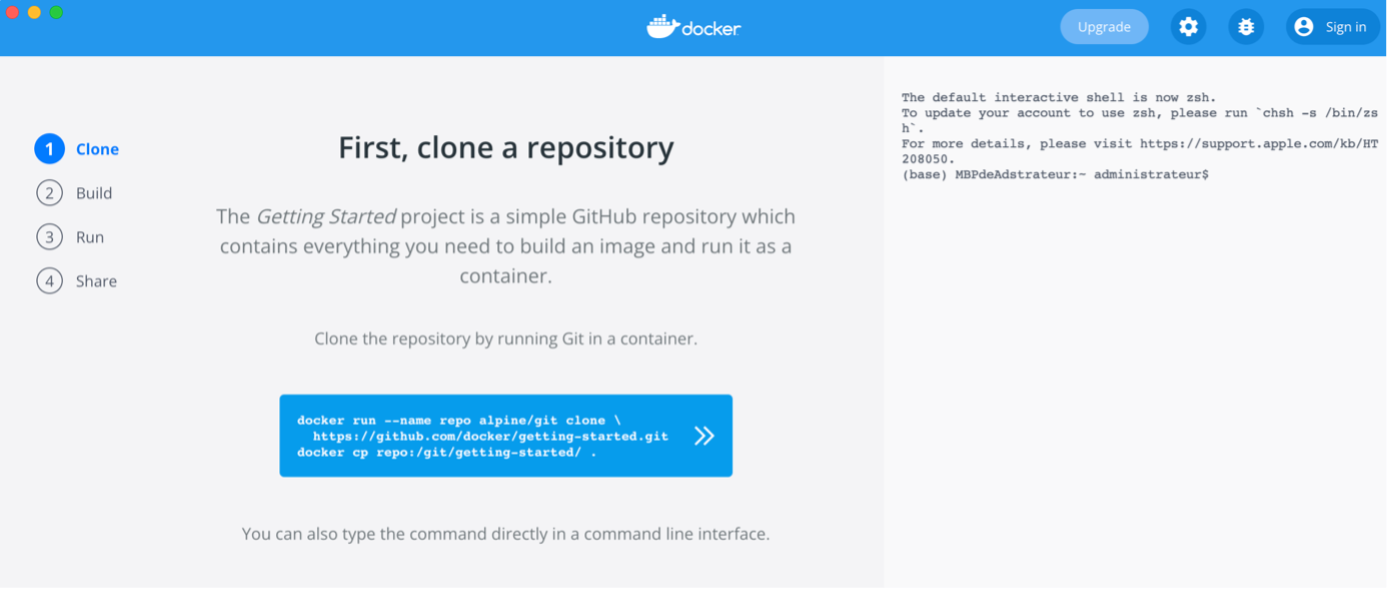 docker
Upgrade
Sign in
1 Clone
2 Build
3 Run
4 Share
First, clone a repository
The Getting Started project is a simple GitHub repository which
contains everything you need to build an image and run it as a
container.
Clone the repository by running Git in a container.
docker run --name repo alpine/git clone \
https://github.com/docker/getting-started.git
docker cp repo:/git/getting-started/ .
You can also type the command directly in a command line interface.
The default interactive shell is now zsh.
To update your account to use zsh, please run `chsh -s /bin/zs
h`.
For more details, please visit https://support.apple.com/kb/HT
208050.
(base) MBPdeAdstrateur:~ administrateur$